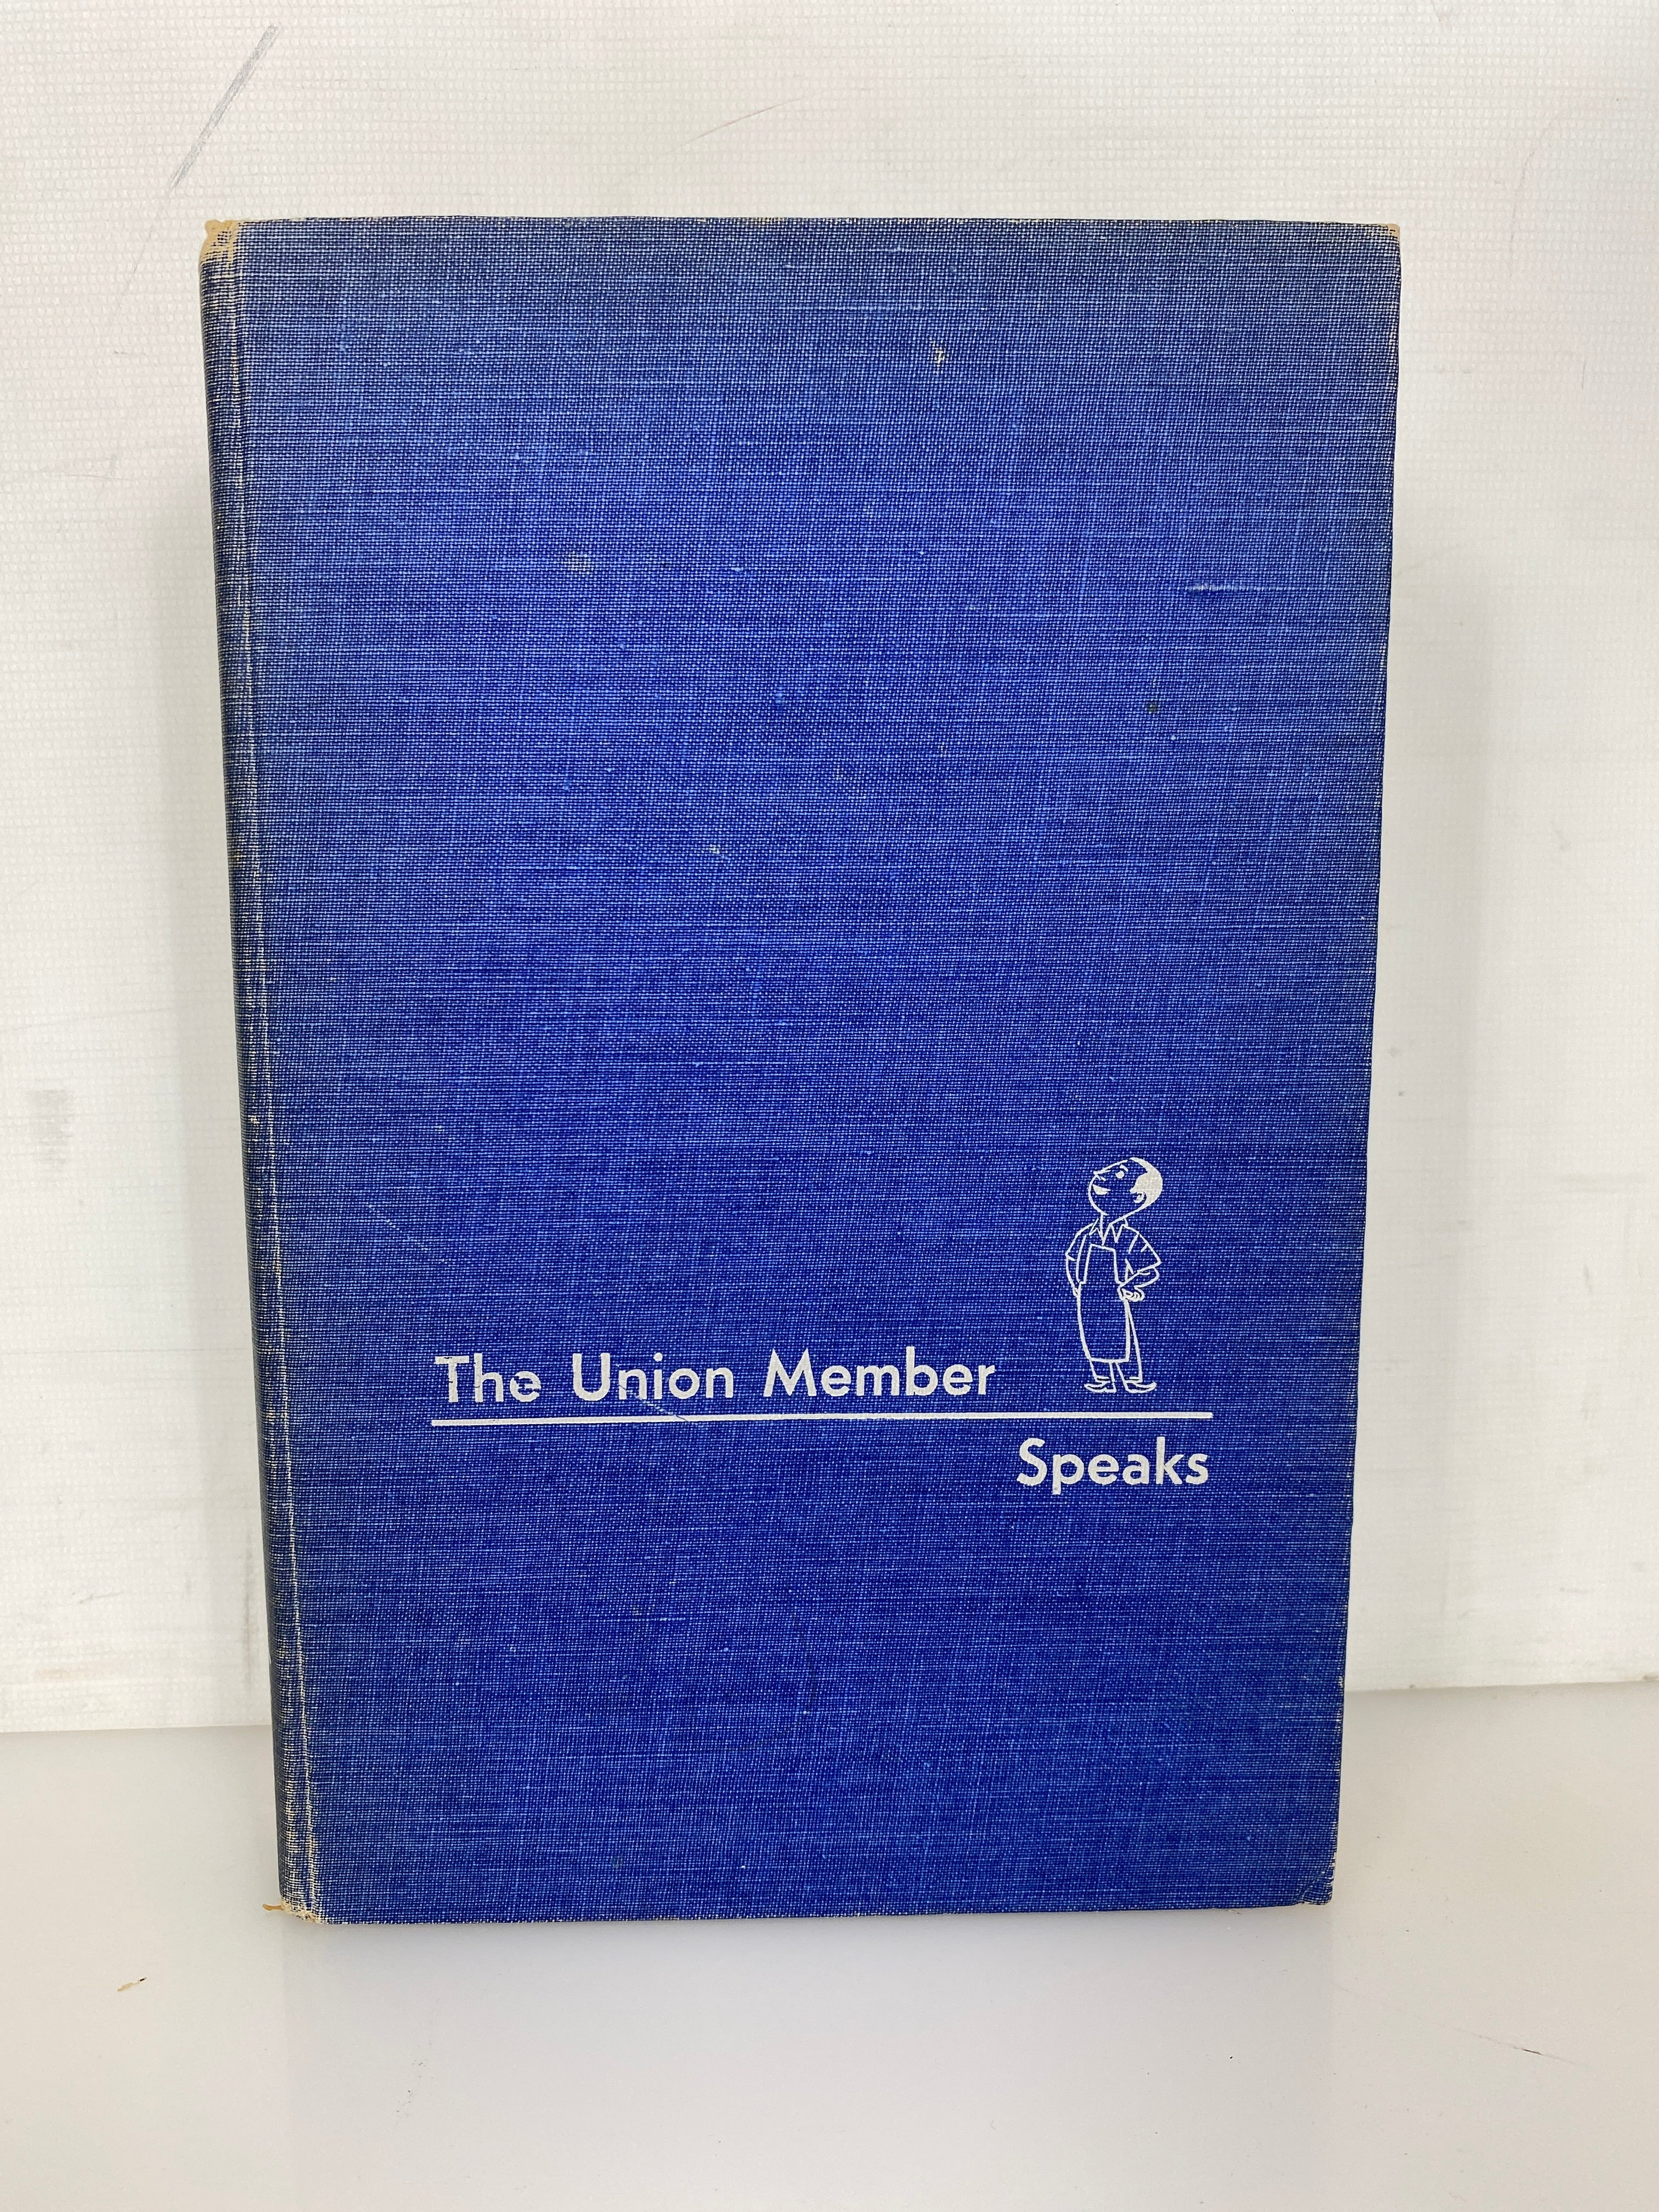 The Union Member
Speaks